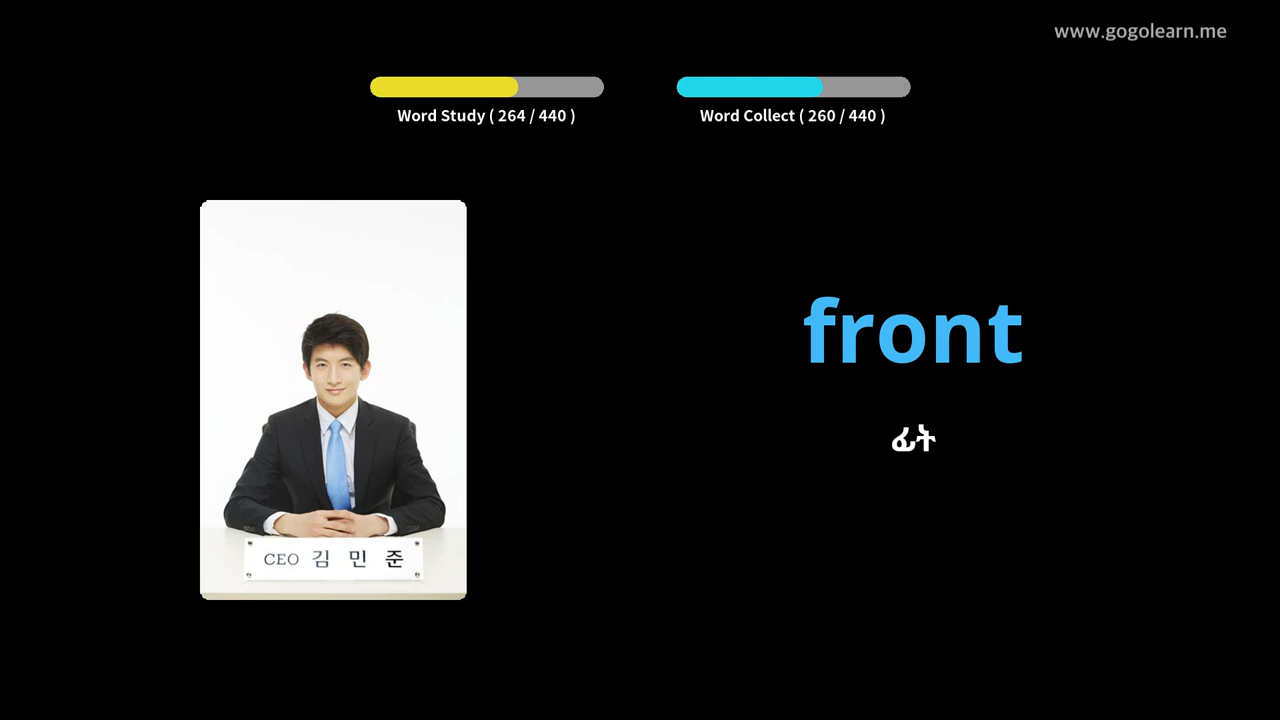 www.gogolearn.me
Word Study ( 264 / 440 )
Word Collect ( 260 / 440 )
front
ፊት
CEO 김 민 준